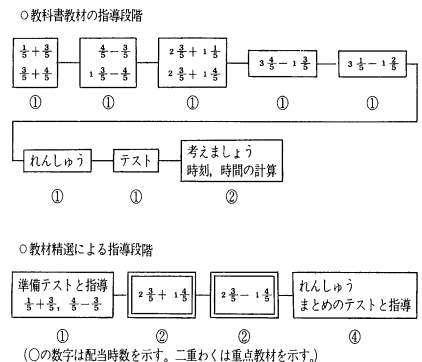 ○教科書教材の指導段階
1/5 + 3/5
3/5 + 4/5
4/5 − 3/5
1 3/5 − 4/5
2 3/5 + 1 1/5
2 3/5 + 1 4/5
3 4/5 − 1 3/5
3 1/5 − 1 2/5
① ① ① ① ①
れんしゅう
テスト
考えましょう
時刻, 時間の計算
① ① ②
○教材精選による指導段階
準備テストと指導
1/5 + 3/5, 4/5 − 3/5
2 3/5 + 1 4/5
2 3/5 − 1 4/5
れんしゅう
まとめのテストと指導
① ② ② ④
(○の数字は配当時数を示す。二重わくは重点教材を示す。)